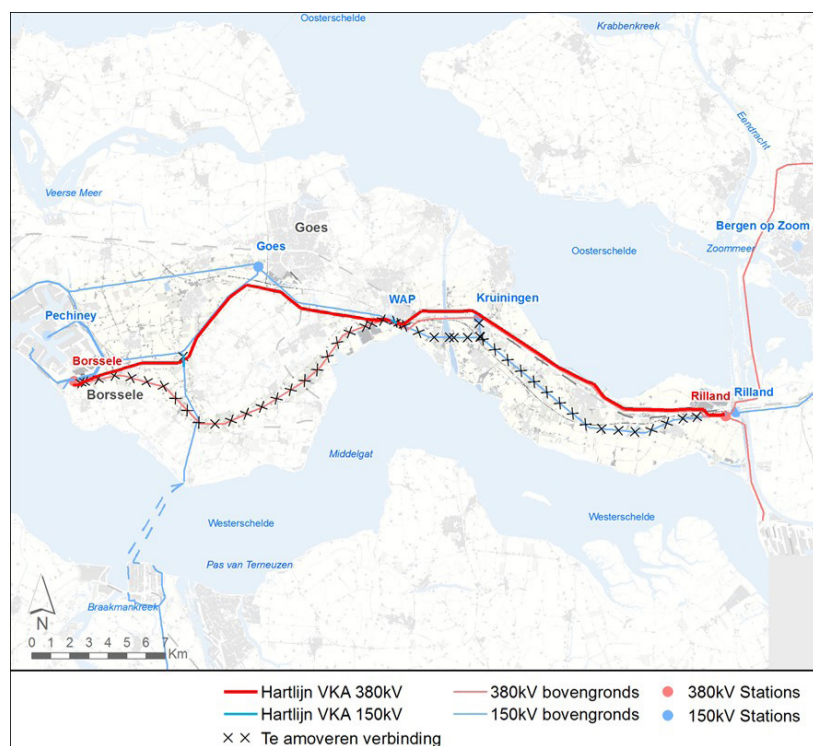 Oosterschelde
Krabbenkreek
Eendracht
Veerse Meer
Goes
Bergen op Zoom
Goes
Oosterschelde
Zoommeer
WAP
Kruiningen
Pechiney
Borssele
Rilland
Rilland
Borssele
Middelgat
Westerschelde
Westerschelde
Pas van Terneuzen
Braakmankreek
N
0 1 2 3 4 5 6 7
Km
Hartlijn VKA 380kV
380kV bovengronds
380kV Stations
Hartlijn VKA 150kV
150kV bovengronds
150kV Stations
Te amoveren verbinding